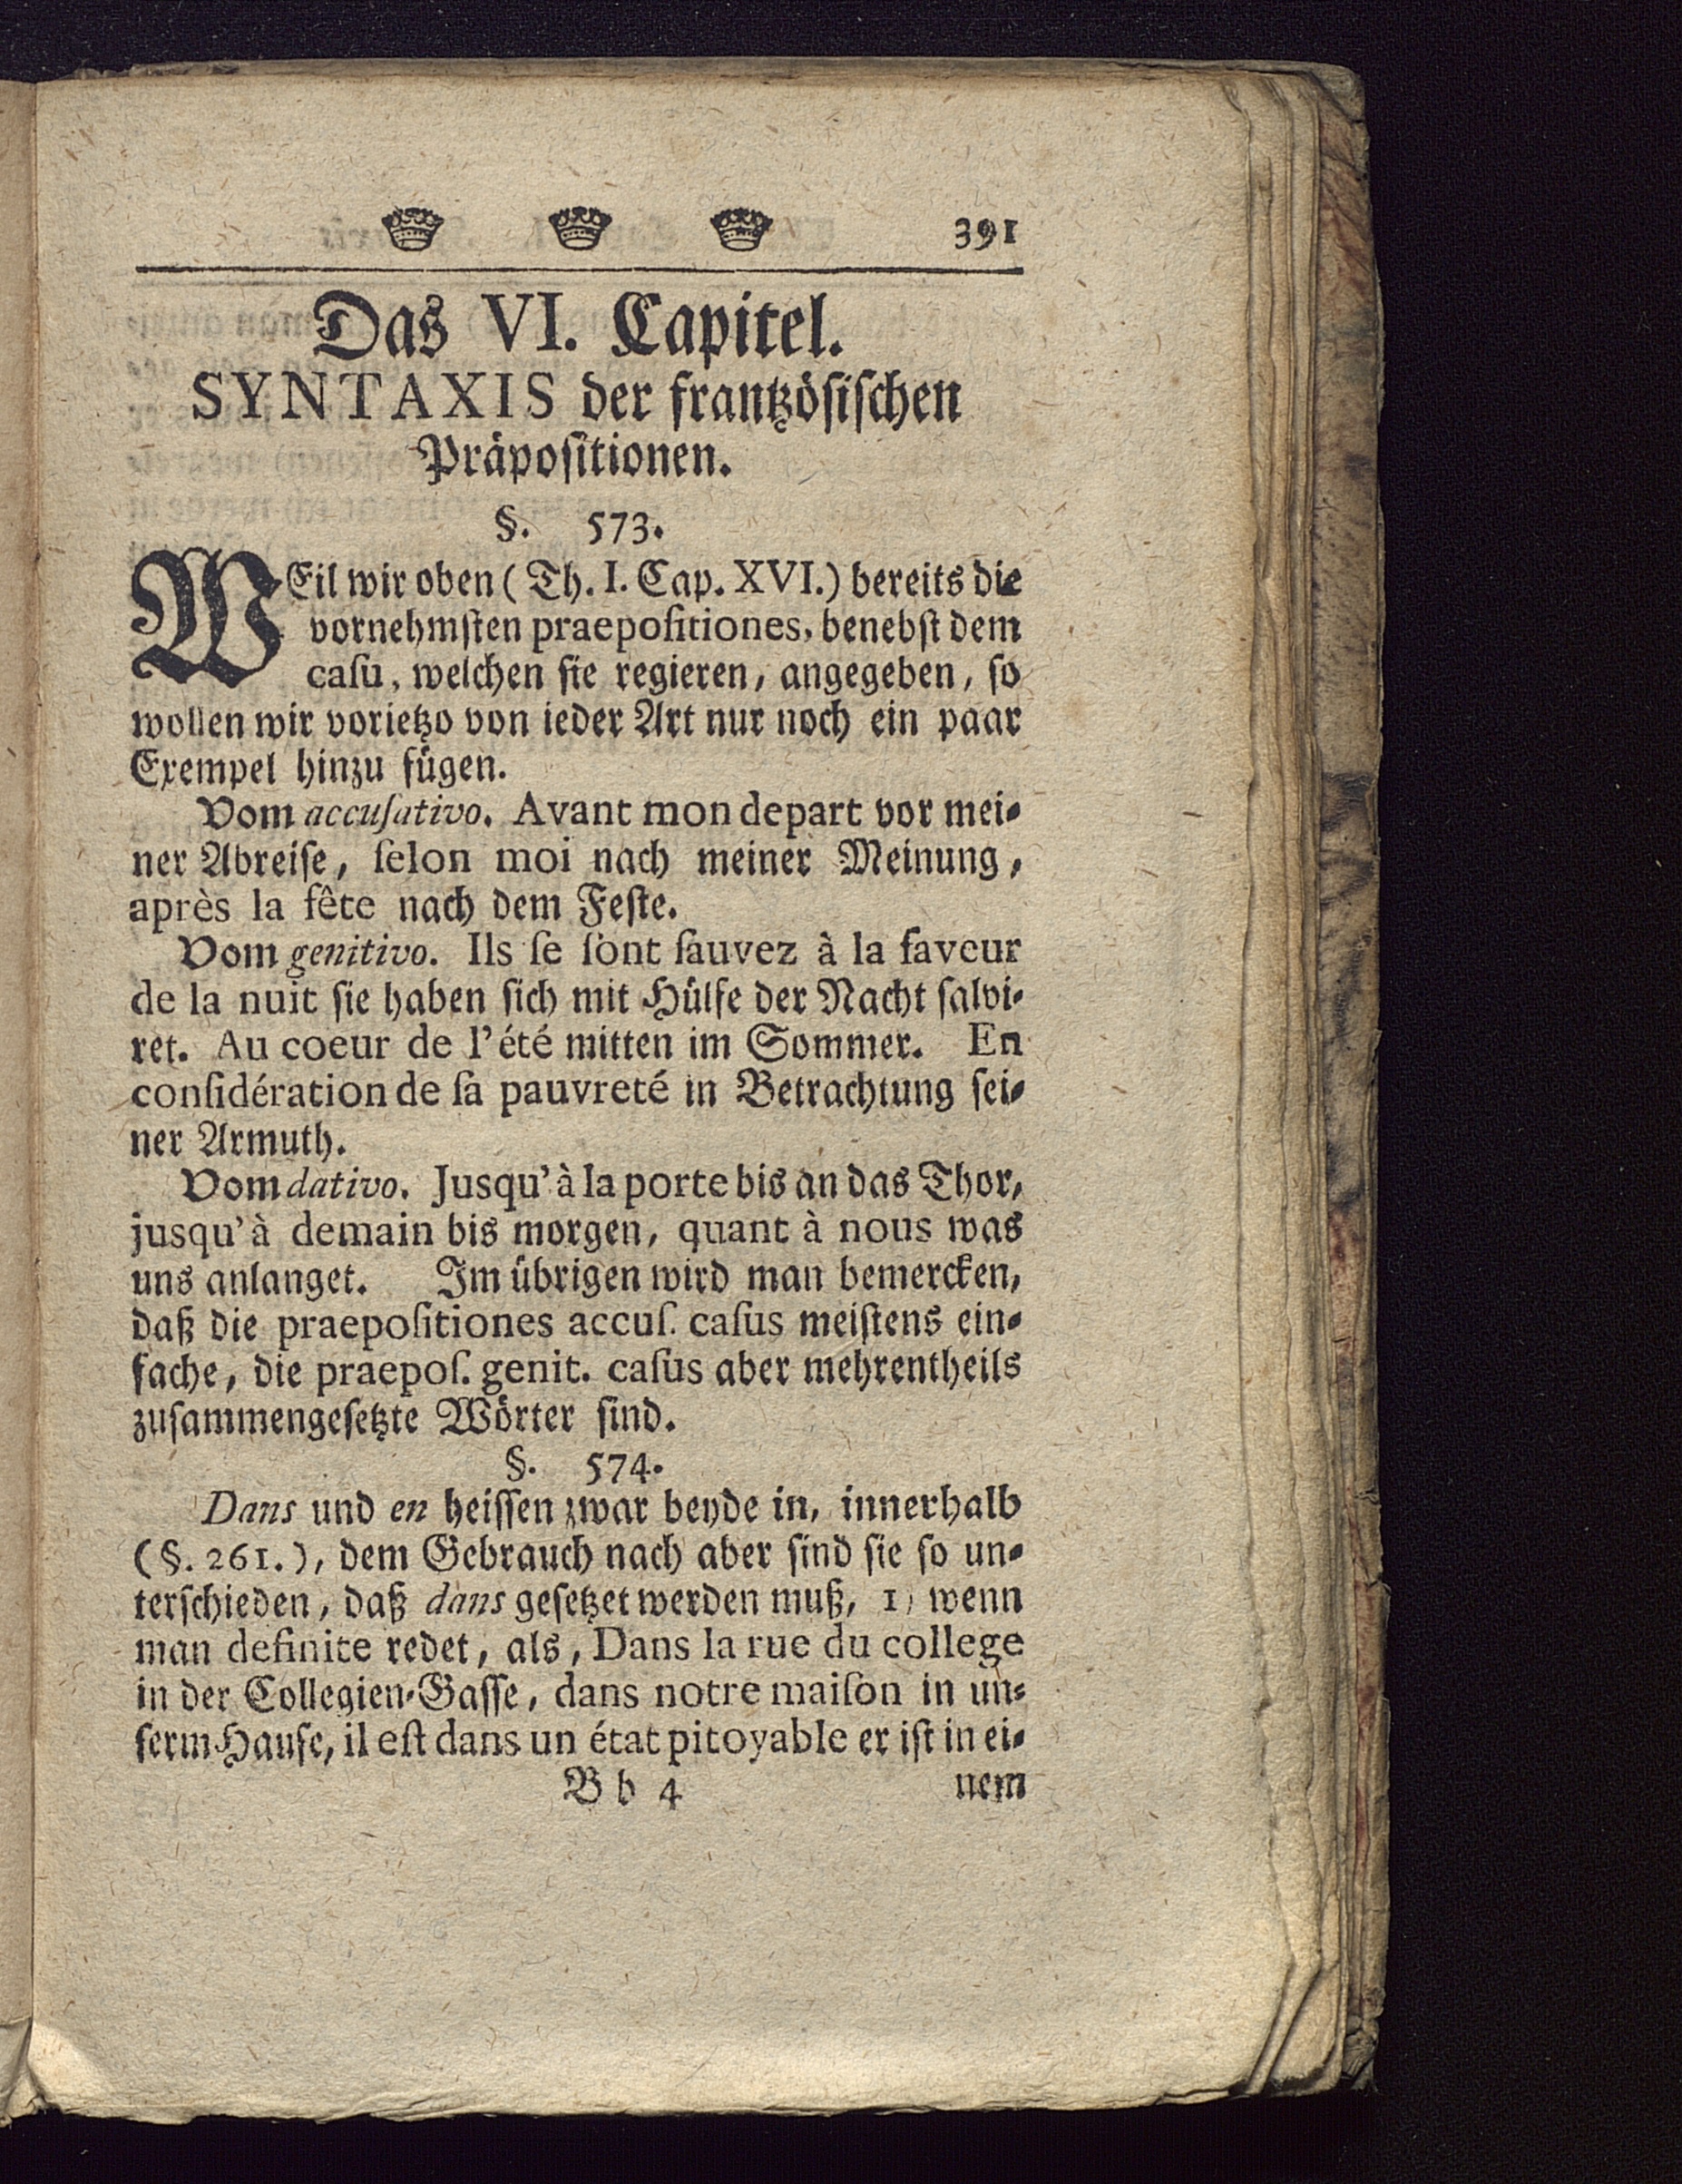 391
Das VI. Capitel.
SYNTAXIS der frantzöſiſchen
Präpoſitionen.
§. 573.
WEil wir oben (Th. I. Cap. XVI.) bereits die
vornehmſten praepoſitiones, benebſt dem
caſu, welchen ſie regieren, angegeben, ſo
wollen wir vorietzo von ieder Art nur noch ein paar
Exempel hinzu fügen.
Vom accuſativo. Avant mon depart vor mei-
ner Abreiſe, ſelon moi nach meiner Meinung,
après la fête nach dem Feſte.
Vom genitivo. Ils ſe ſont ſauvez à la faveur
de la nuit ſie haben ſich mit Hülfe der Nacht ſalvi-
ret. Au coeur de l'été mitten im Sommer. En
conſidération de ſa pauvreté in Betrachtung ſei-
ner Armuth.
Vom dativo. Jusqu'à la porte bis an das Thor,
jusqu'à demain bis morgen, quant à nous was
uns anlanget. Im übrigen wird man bemercken,
daß die praepoſitiones accuſ. caſus meiſtens ein-
fache, die praepoſ. genit. caſus aber mehrentheils
zuſammengeſetzte Wörter ſind.
§. 574.
Dans und en heiſſen zwar beyde in, innerhalb
(§. 261.), dem Gebrauch nach aber ſind ſie ſo un-
terſchieden, daß dans geſetzet werden muß, 1) wenn
man definite redet, als, Dans la rue du college
in der Collegien-Gaſſe, dans notre maiſon in un-
ſerm Hauſe, il eſt dans un état pitoyable er iſt in ei-
B b 4 nem